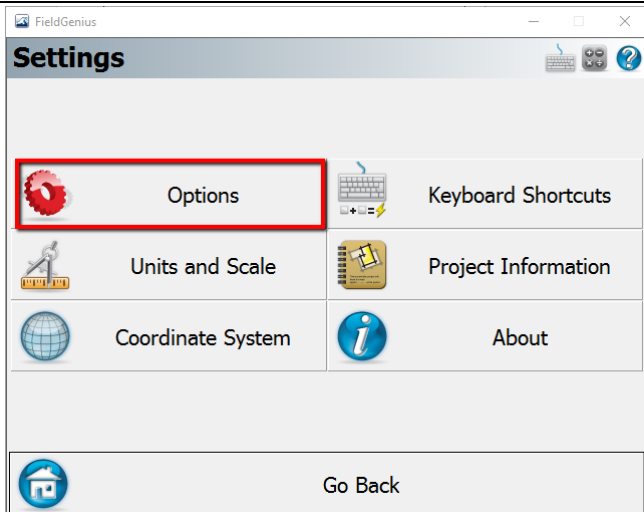 FieldGenius
Settings
Options
Keyboard Shortcuts
Units and Scale
Project Information
Coordinate System
About
Go Back